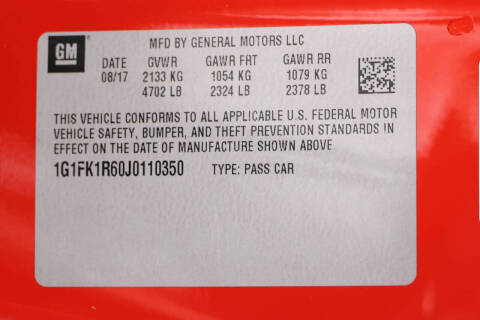 GM
MFD BY GENERAL MOTORS LLC
DATE GVWR GAWR FRT GAWR RR
08/17 2133 KG 1054 KG 1079 KG
4702 LB 2324 LB 2378 LB
THIS VEHICLE CONFORMS TO ALL APPLICABLE U.S. FEDERAL MOTOR
VEHICLE SAFETY, BUMPER, AND THEFT PREVENTION STANDARDS IN
EFFECT ON THE DATE OF MANUFACTURE SHOWN ABOVE
1G1FK1R60J0110350 TYPE: PASS CAR